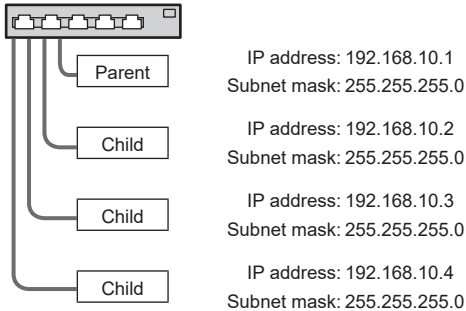 Parent
IP address: 192.168.10.1
Subnet mask: 255.255.255.0
Child
IP address: 192.168.10.2
Subnet mask: 255.255.255.0
Child
IP address: 192.168.10.3
Subnet mask: 255.255.255.0
Child
IP address: 192.168.10.4
Subnet mask: 255.255.255.0